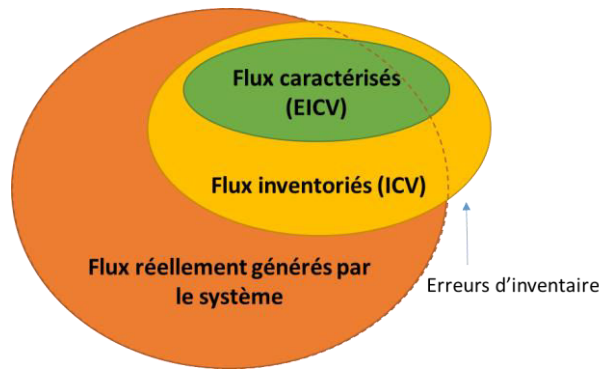 Flux caractérisés
(EICV)
Flux inventoriés (ICV)
Flux réellement générés par
le système
Erreurs d’inventaire